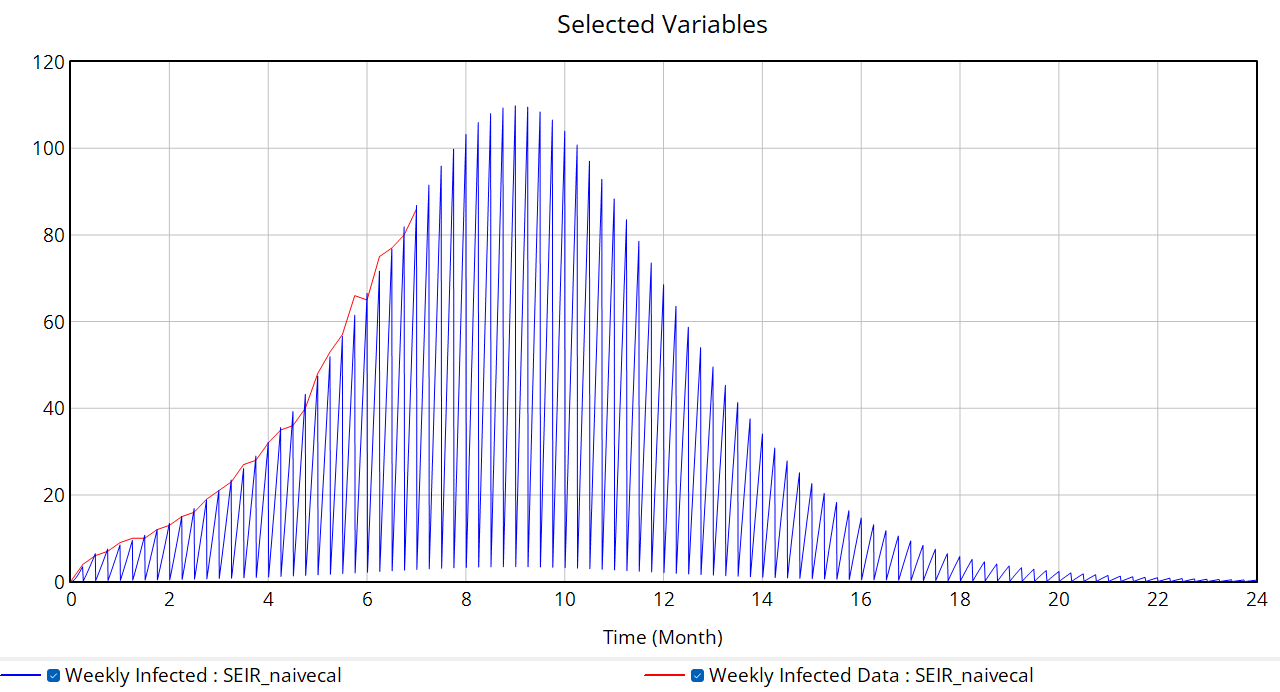 Selected Variables
120
100
80
60
40
20
0
0 2 4 6 8 10 12 14 16 18 20 22 24
Time (Month)
Weekly Infected : SEIR_naivecal Weekly Infected Data : SEIR_naivecal